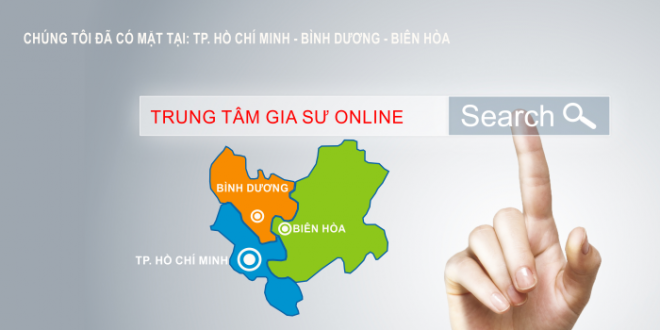 CHÚNG TÔI ĐÃ CÓ MẶT TẠI: TP. HỒ CHÍ MINH - BÌNH DƯƠNG - BIÊN HÒA
TRUNG TÂM GIA SƯ ONLINE
Search
BÌNH DƯƠNG
BIÊN HÒA
TP. HỒ CHÍ MINH